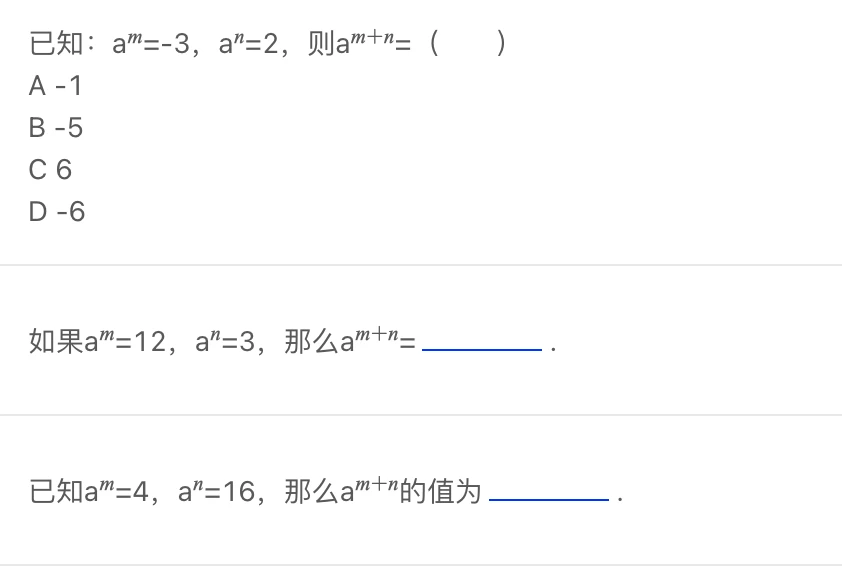 已知：aᵐ=-3，aⁿ=2，则aᵐ⁺ⁿ=（　　）
A -1
B -5
C 6
D -6
如果aᵐ=12，aⁿ=3，那么aᵐ⁺ⁿ=________．
已知aᵐ=4，aⁿ=16，那么aᵐ⁺ⁿ的值为________．